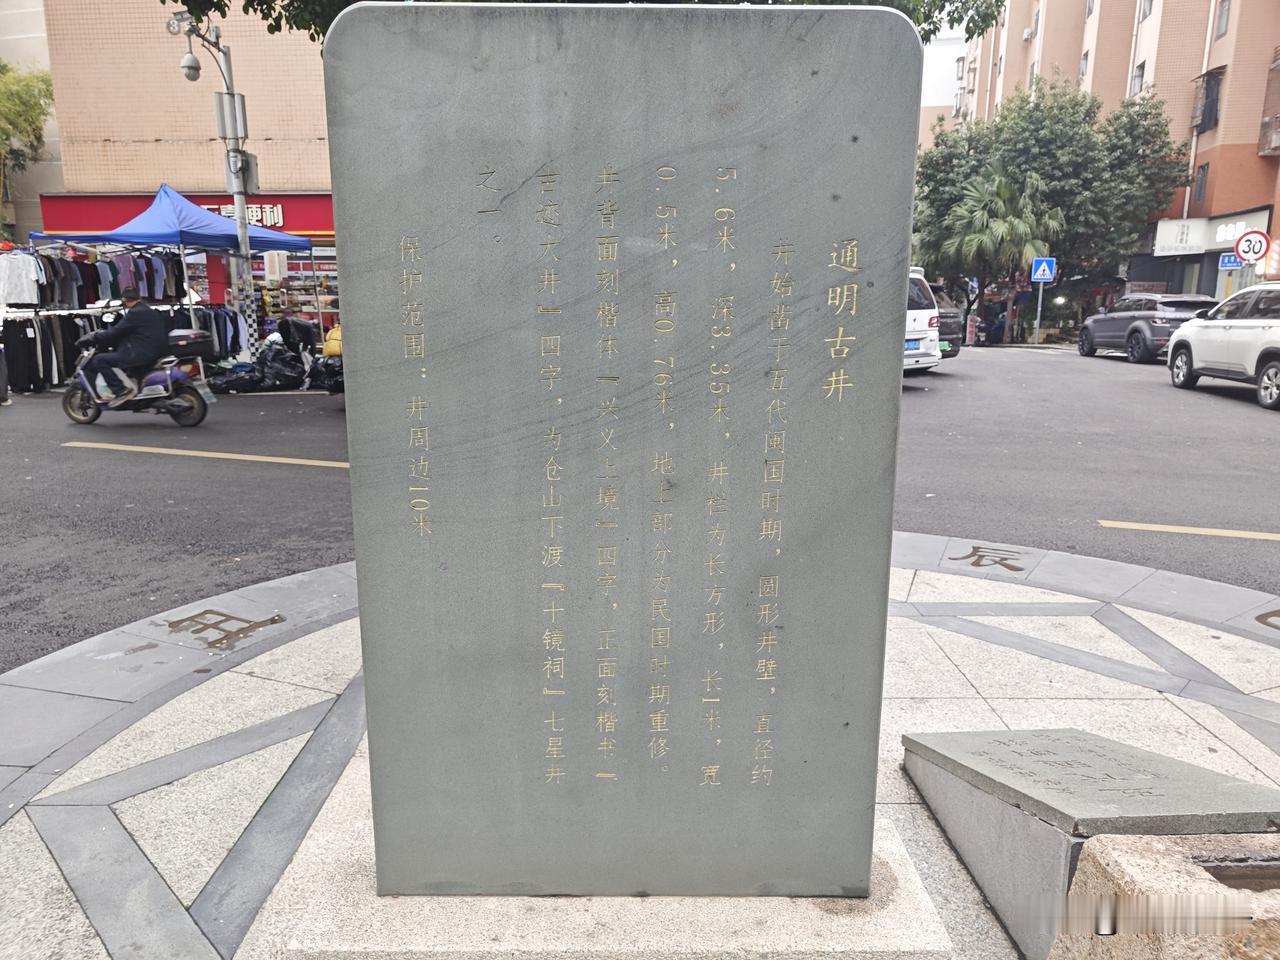 通明古井
井始凿于五代闽国时期，圆形井壁，直径约
5.6米，深3.35米，井栏为长方形，长1米，宽
0.5米，高0.76米，地上部分为民国时期重修。
井背面刻楷体『兴义上境』四字，正面刻楷书『
古迹大井』四字，为仓山下渡『十镜祠』七星井
之一。
保护范围：井周边10米
便利
30
丑
辰